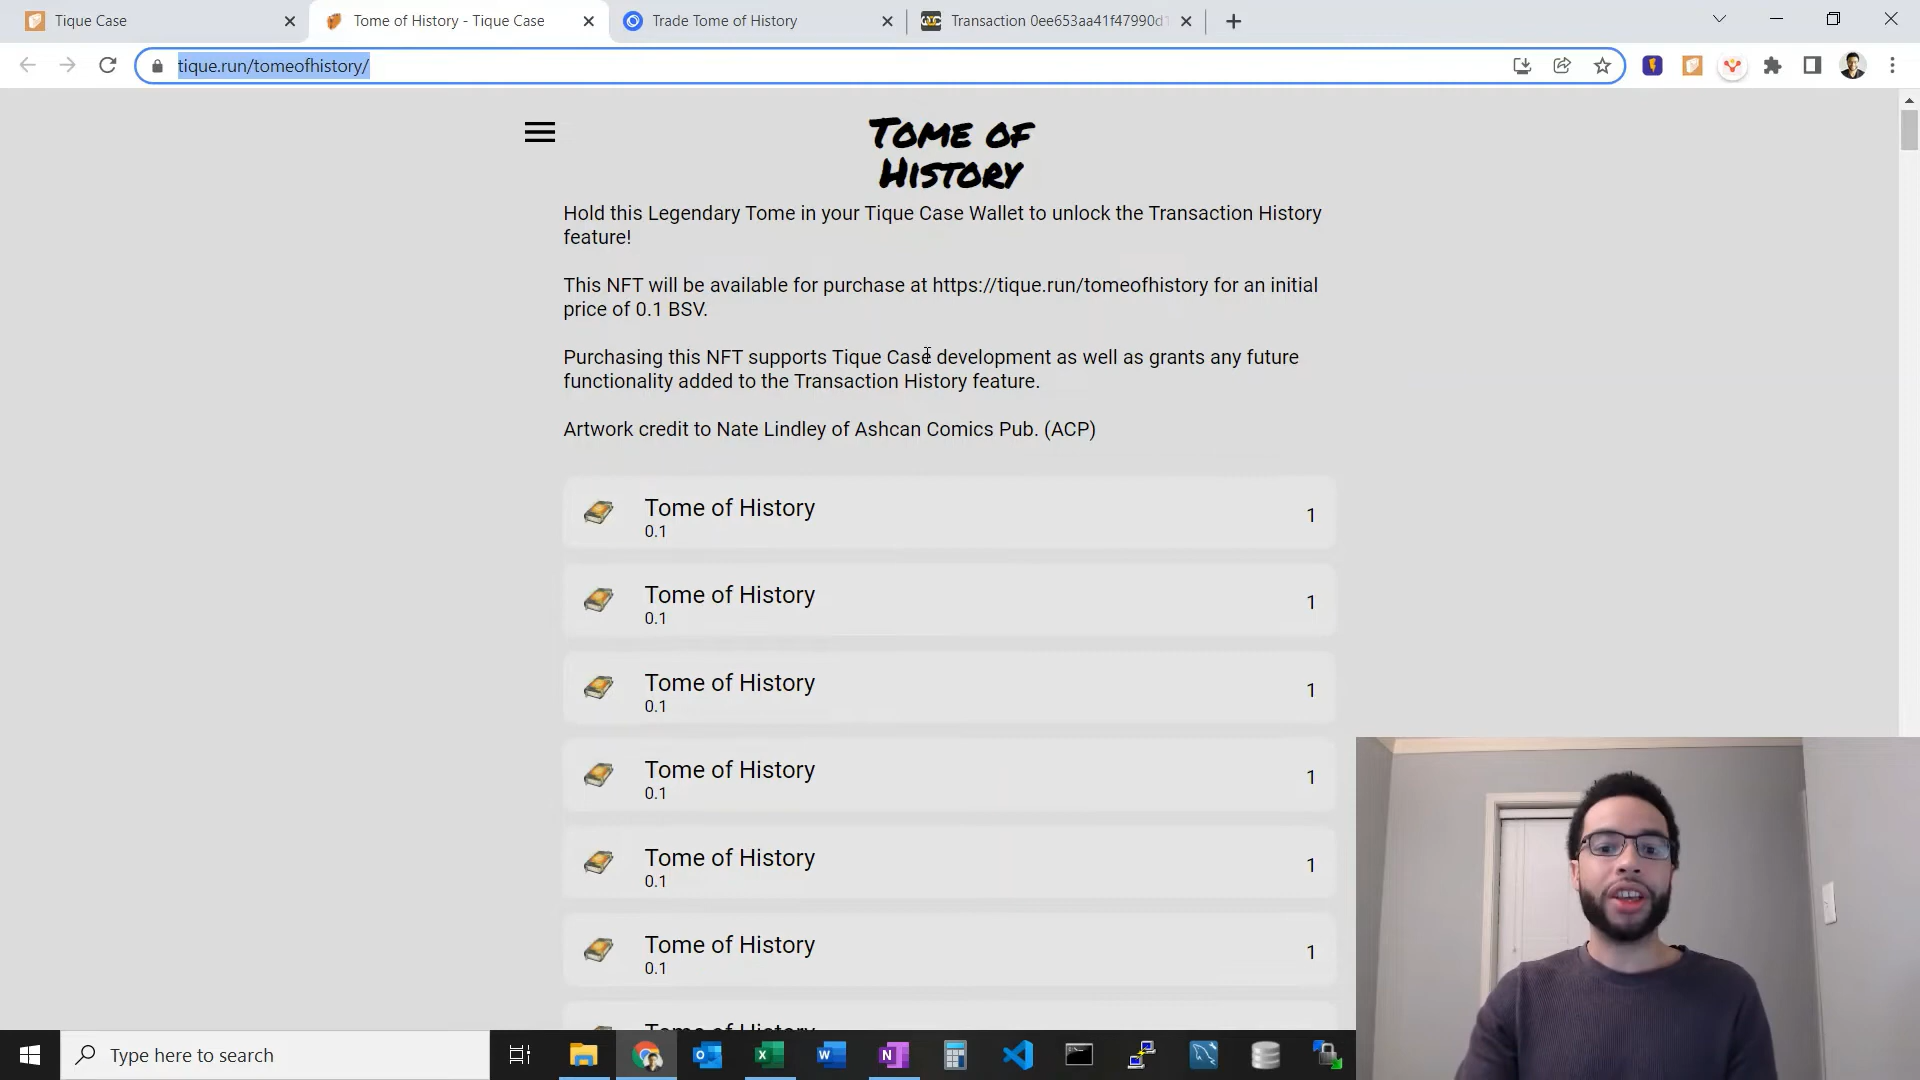 Tique Case
Tome of History - Tique Case
Trade Tome of History
Transaction 0ee653aa41f47990d
tique.run/tomeofhistory/
Tome of
History
Hold this Legendary Tome in your Tique Case Wallet to unlock the Transaction History
feature!
This NFT will be available for purchase at https://tique.run/tomeofhistory for an initial
price of 0.1 BSV.
Purchasing this NFT supports Tique Case development as well as grants any future
functionality added to the Transaction History feature.
Artwork credit to Nate Lindley of Ashcan Comics Pub. (ACP)
Tome of History
0.1
1
Tome of History
0.1
1
Tome of History
0.1
1
Tome of History
0.1
1
Tome of History
0.1
1
Tome of History
0.1
1
Tome of History
Type here to search